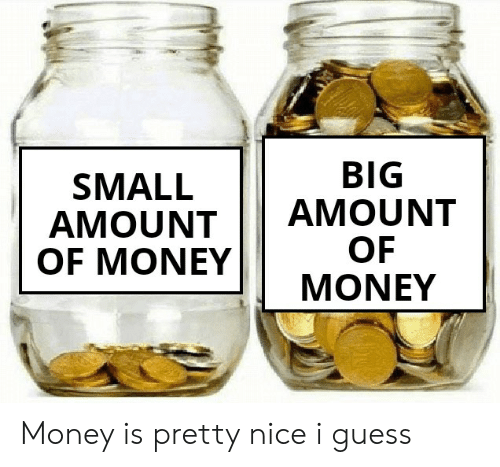 SMALL
AMOUNT
OF MONEY
BIG
AMOUNT
OF
MONEY
Money is pretty nice i guess